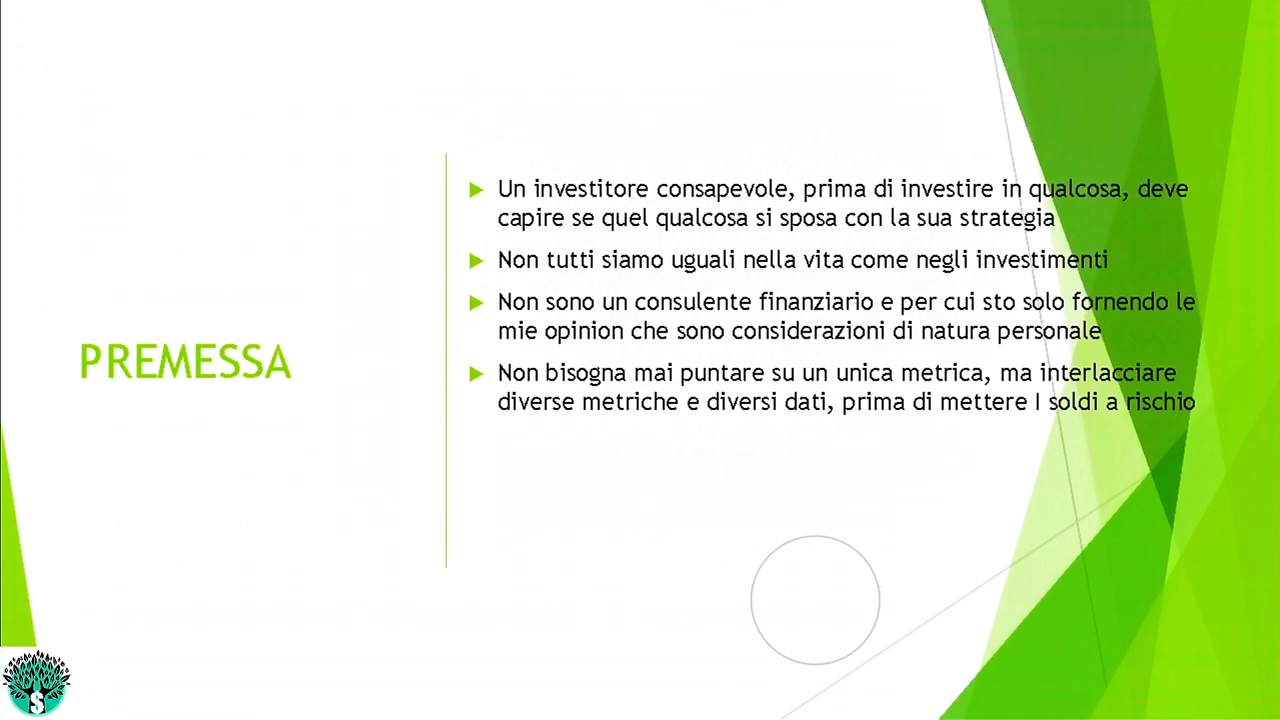 PREMESSA
Un investitore consapevole, prima di investire in qualcosa, deve
capire se quel qualcosa si sposa con la sua strategia
Non tutti siamo uguali nella vita come negli investimenti
Non sono un consulente finanziario e per cui sto solo fornendo le
mie opinion che sono considerazioni di natura personale
Non bisogna mai puntare su un unica metrica, ma interlacciare
diverse metriche e diversi dati, prima di mettere I soldi a rischio
$